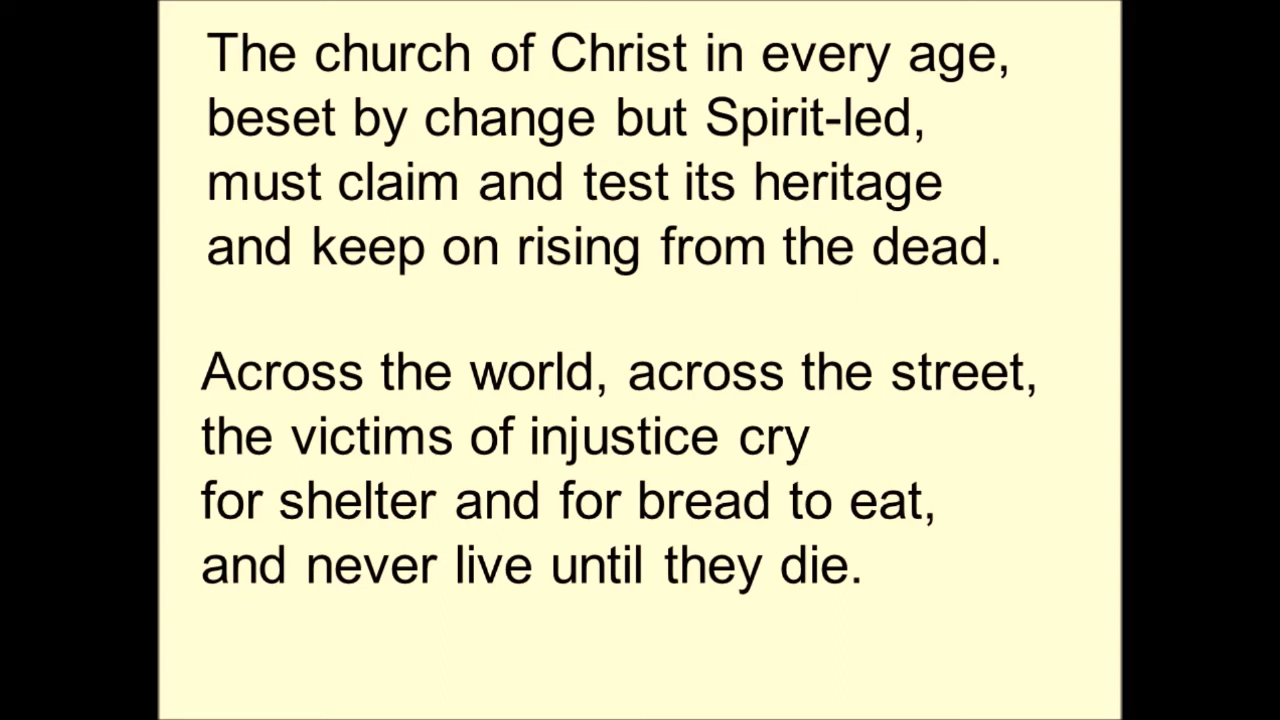 The church of Christ in every age,
beset by change but Spirit-led,
must claim and test its heritage
and keep on rising from the dead.
Across the world, across the street,
the victims of injustice cry
for shelter and for bread to eat,
and never live until they die.